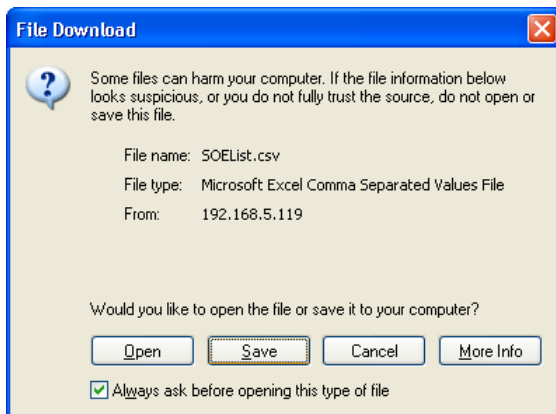 File Download
Some files can harm your computer. If the file information below
looks suspicious, or you do not fully trust the source, do not open or
save this file.
File name: SOEList.csv
File type: Microsoft Excel Comma Separated Values File
From: 192.168.5.119
Would you like to open the file or save it to your computer?
Open Save Cancel More Info
Always ask before opening this type of file